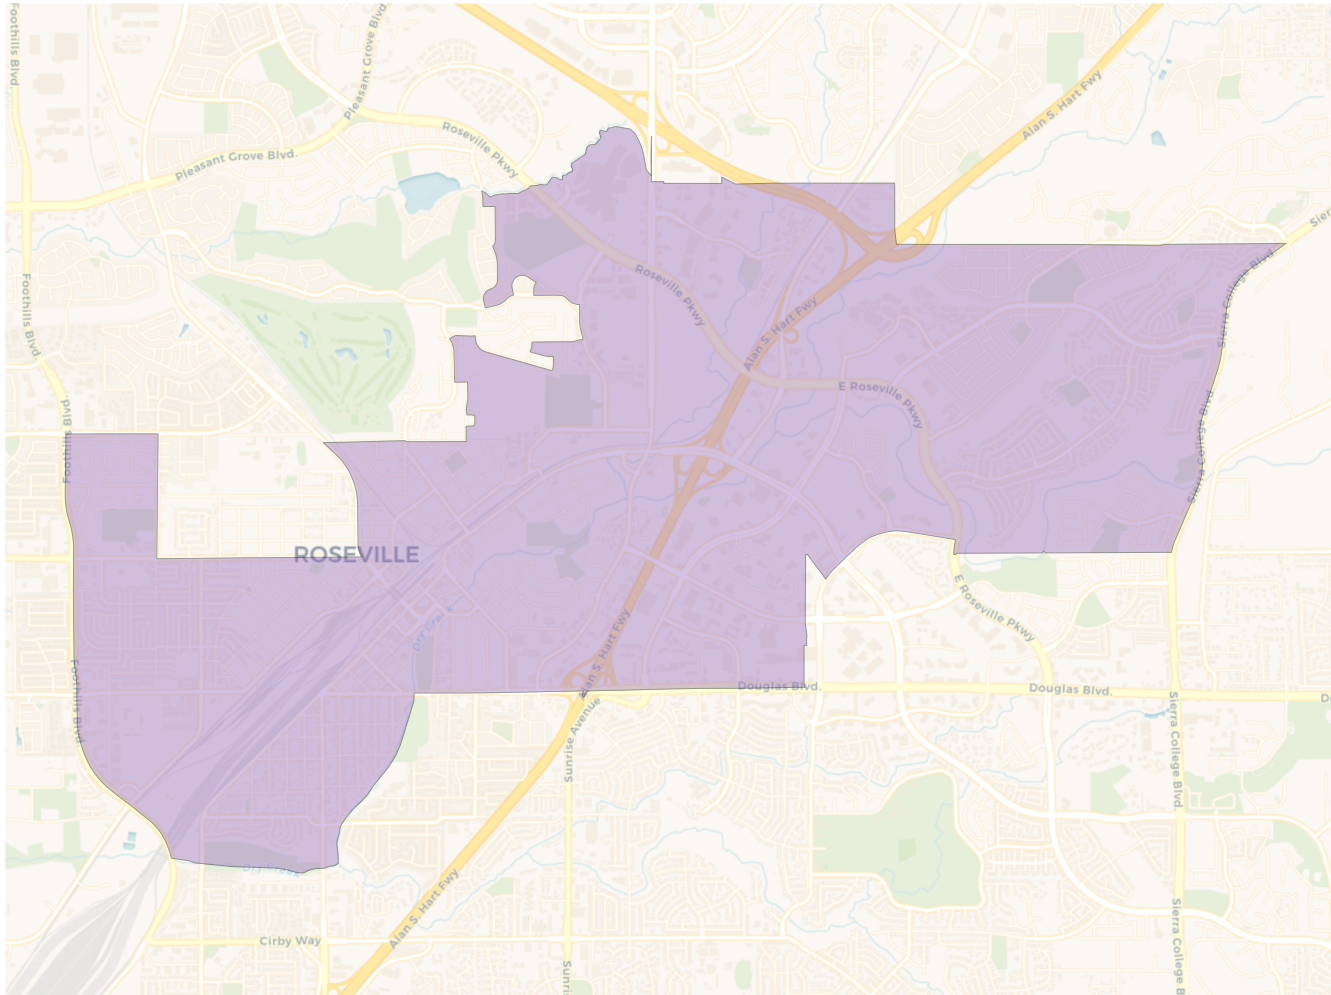 Foothills Blvd.
Pleasant Grove Blvd.
Alan S. Hart Fwy
Roseville Pkwy
Pleasant Grove Blvd.
Sierra College Blvd.
Foothills Blvd.
Roseville Pkwy
Alan S. Hart Fwy
E Roseville Pkwy
Foothills Blvd.
Sierra College Blvd
ROSEVILLE
E Roseville Pkwy
Alan S. Hart Fwy
Foothills Blvd
Douglas Blvd.
Douglas Blvd.
Sunrise Avenue
Sierra College Blvd
Dry Creek
Alan S. Hart Fwy
Cirby Way